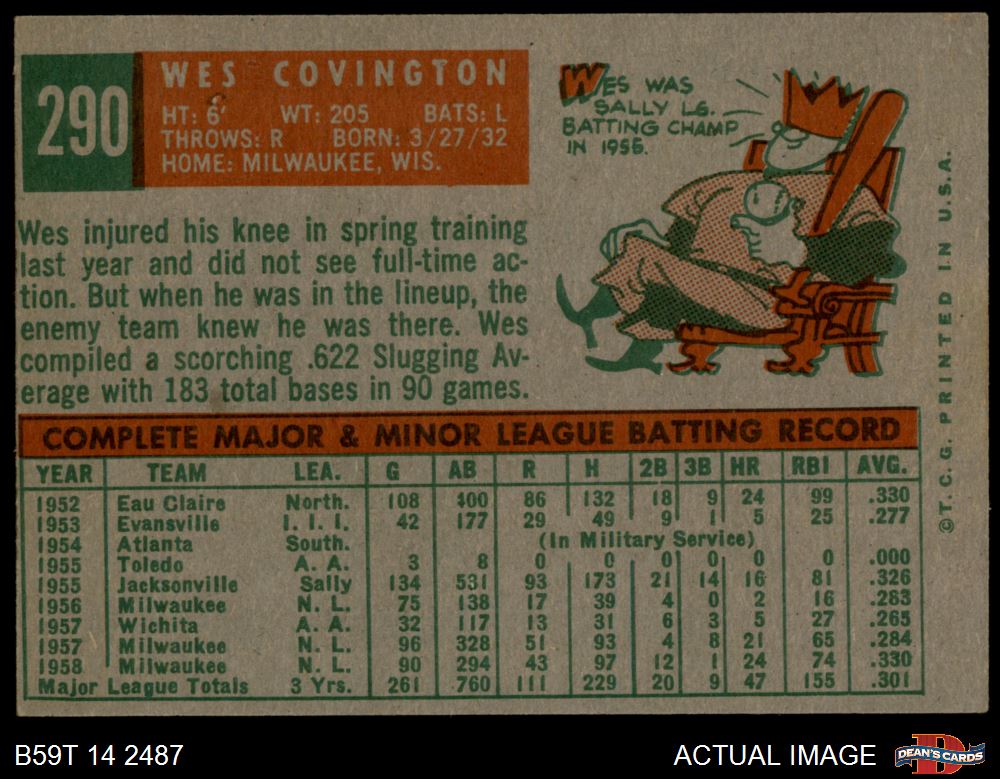 290
WES COVINGTON
HT: 6' WT: 205 BATS: L
THROWS: R BORN: 3/27/32
HOME: MILWAUKEE, WIS.
WES WAS
SALLY LG.
BATTING CHAMP
IN 1955.
Wes injured his knee in spring training
last year and did not see full-time ac-
tion. But when he was in the lineup, the
enemy team knew he was there. Wes
compiled a scorching .622 Slugging Av-
erage with 183 total bases in 90 games.
COMPLETE MAJOR & MINOR LEAGUE BATTING RECORD
YEAR TEAM LEA. G AB R H 2B 3B HR RBI AVG.
1952 Eau Claire North. 108 400 86 132 18 9 24 99 .330
1953 Evansville I. I. I. 42 177 29 49 9 1 5 25 .277
1954 Atlanta South. (In Military Service)
1955 Toledo A. A. 3 8 0 0 0 0 0 0 .000
1955 Jacksonville Sally 134 531 93 173 21 14 16 81 .326
1956 Milwaukee N. L. 75 138 17 39 4 0 2 16 .283
1957 Wichita A. A. 32 117 13 31 6 3 5 27 .265
1957 Milwaukee N. L. 96 328 51 93 4 8 21 65 .284
1958 Milwaukee N. L. 90 294 43 97 12 1 24 74 .330
Major League Totals 3 Yrs. 261 760 111 229 20 9 47 155 .301
©T.C.G. PRINTED IN U.S.A.
B59T 14 2487
ACTUAL IMAGE
DEAN'S CARDS